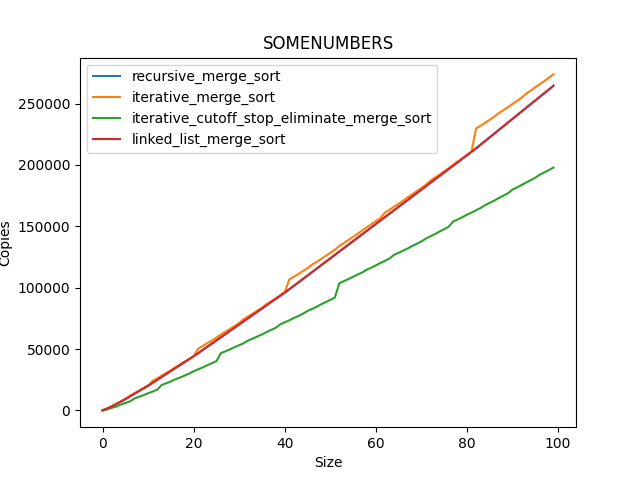 SOMENUMBERS
recursive_merge_sort
iterative_merge_sort
iterative_cutoff_stop_eliminate_merge_sort
linked_list_merge_sort
250000
200000
150000
100000
50000
0
Copies
0 20 40 60 80 100
Size